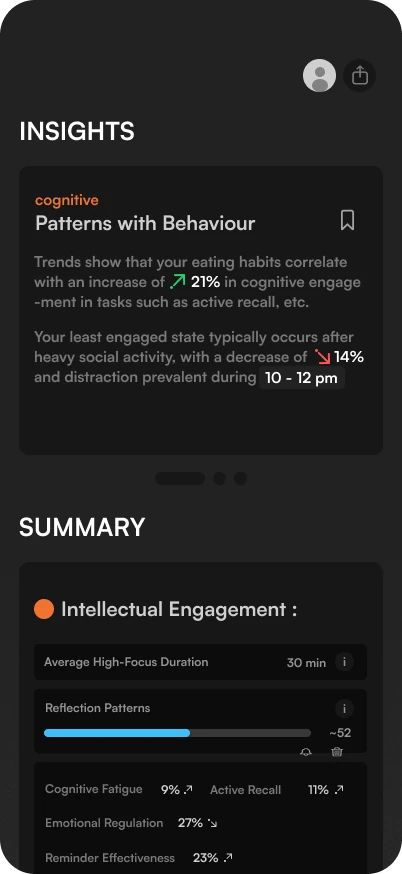 INSIGHTS
cognitive
Patterns with Behaviour
Trends show that your eating habits correlate
with an increase of 21% in cognitive engage
-ment in tasks such as active recall, etc.
Your least engaged state typically occurs after
heavy social activity, with a decrease of 14%
and distraction prevalent during 10 - 12 pm
SUMMARY
Intellectual Engagement :
Average High-Focus Duration 30 min i
Reflection Patterns i
~52
Cognitive Fatigue 9% Active Recall 11%
Emotional Regulation 27%
Reminder Effectiveness 23%